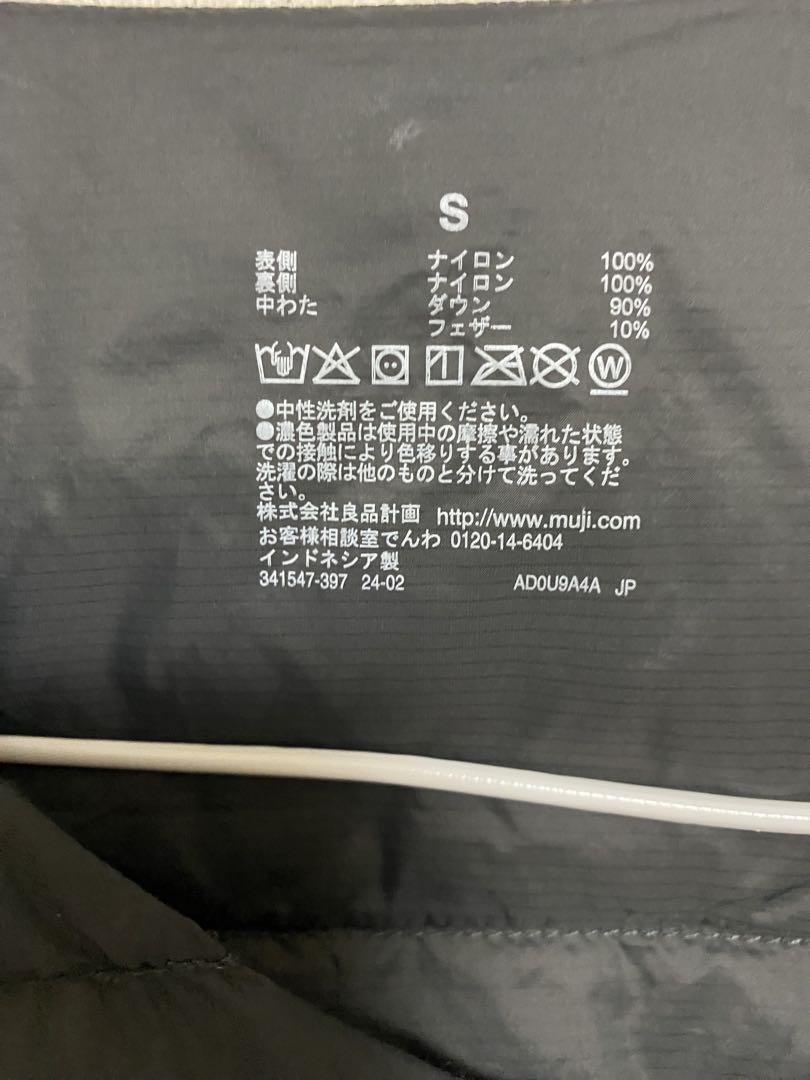 S
表側 ナイロン 100%
裏側 ナイロン 100%
中わた ダウン 90%
フェザー 10%
W
●中性洗剤をご使用ください。
●濃色製品は使用中の摩擦や濡れた状態
での接触により色移りする事があります。
洗濯の際は他のものと分けて洗ってくだ
さい。
株式会社良品計画 http://www.muji.com
お客様相談室でんわ 0120-14-6404
インドネシア製
341547-397 24-02 AD0U9A4A JP